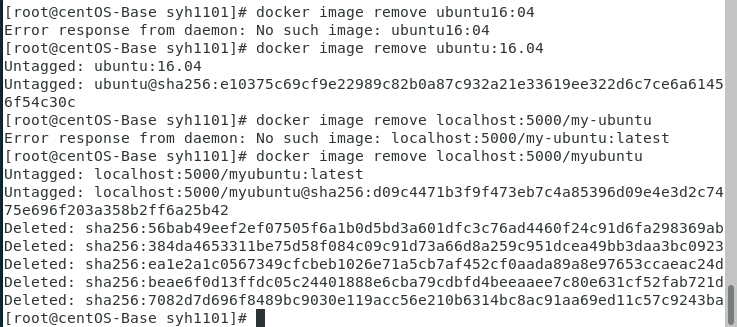 [root@centOS-Base syh1101]# docker image remove ubuntu16:04
Error response from daemon: No such image: ubuntu16:04
[root@centOS-Base syh1101]# docker image remove ubuntu:16.04
Untagged: ubuntu:16.04
Untagged: ubuntu@sha256:e10375c69cf9e22989c82b0a87c932a21e33619ee322d6c7ce6a6145
6f54c30c
[root@centOS-Base syh1101]# docker image remove localhost:5000/my-ubuntu
Error response from daemon: No such image: localhost:5000/my-ubuntu:latest
[root@centOS-Base syh1101]# docker image remove localhost:5000/myubuntu
Untagged: localhost:5000/myubuntu:latest
Untagged: localhost:5000/myubuntu@sha256:d09c4471b3f9f473eb7c4a85396d09e4e3d2c74
75e696f203a358b2ff6a25b42
Deleted: sha256:56bab49eef2ef07505f6a1b0d5bd3a601dfc3c76ad4460f24c91d6fa298369ab
Deleted: sha256:384da4653311be75d58f084c09c91d73a66d8a259c951dcea49bb3daa3bc0923
Deleted: sha256:ea1e2a1c0567349cfcbeb1026e71a5cb7af452cf0aada89a8e97653ccaeac24d
Deleted: sha256:beae6f0d13ffdc05c24401888e6cba79cdbfd4beeaaee7c80e631cf52fab721d
Deleted: sha256:7082d7d696f8489bc9030e119acc56e210b6314bc8ac91aa69ed11c57c9243ba
[root@centOS-Base syh1101]#